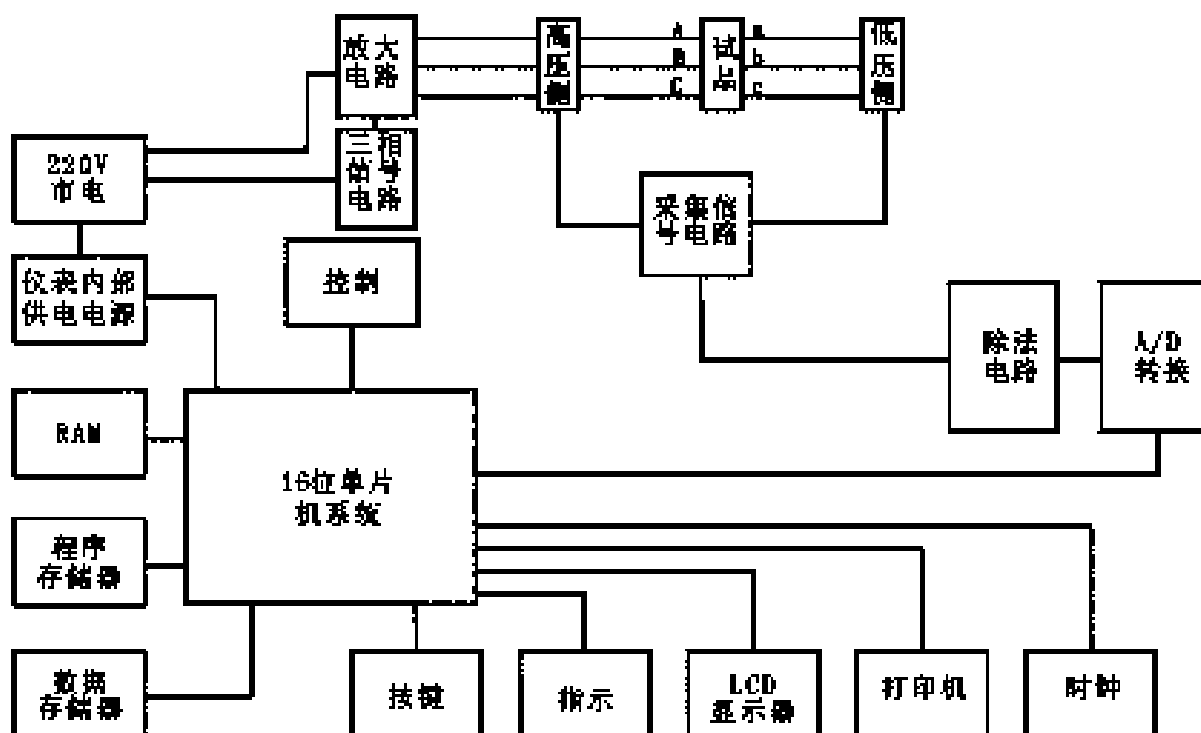 放大
电路
高
压
侧
A
B
C
试
品
a
b
c
低
压
侧
220V
市电
三相
信号
电路
采集信
号电路
仪表内部
供电电源
控制
除法
电路
A/D
转换
RAM
16位单片
机系统
程序
存储器
数据
存储器
按键
指示
LCD
显示器
打印机
时钟